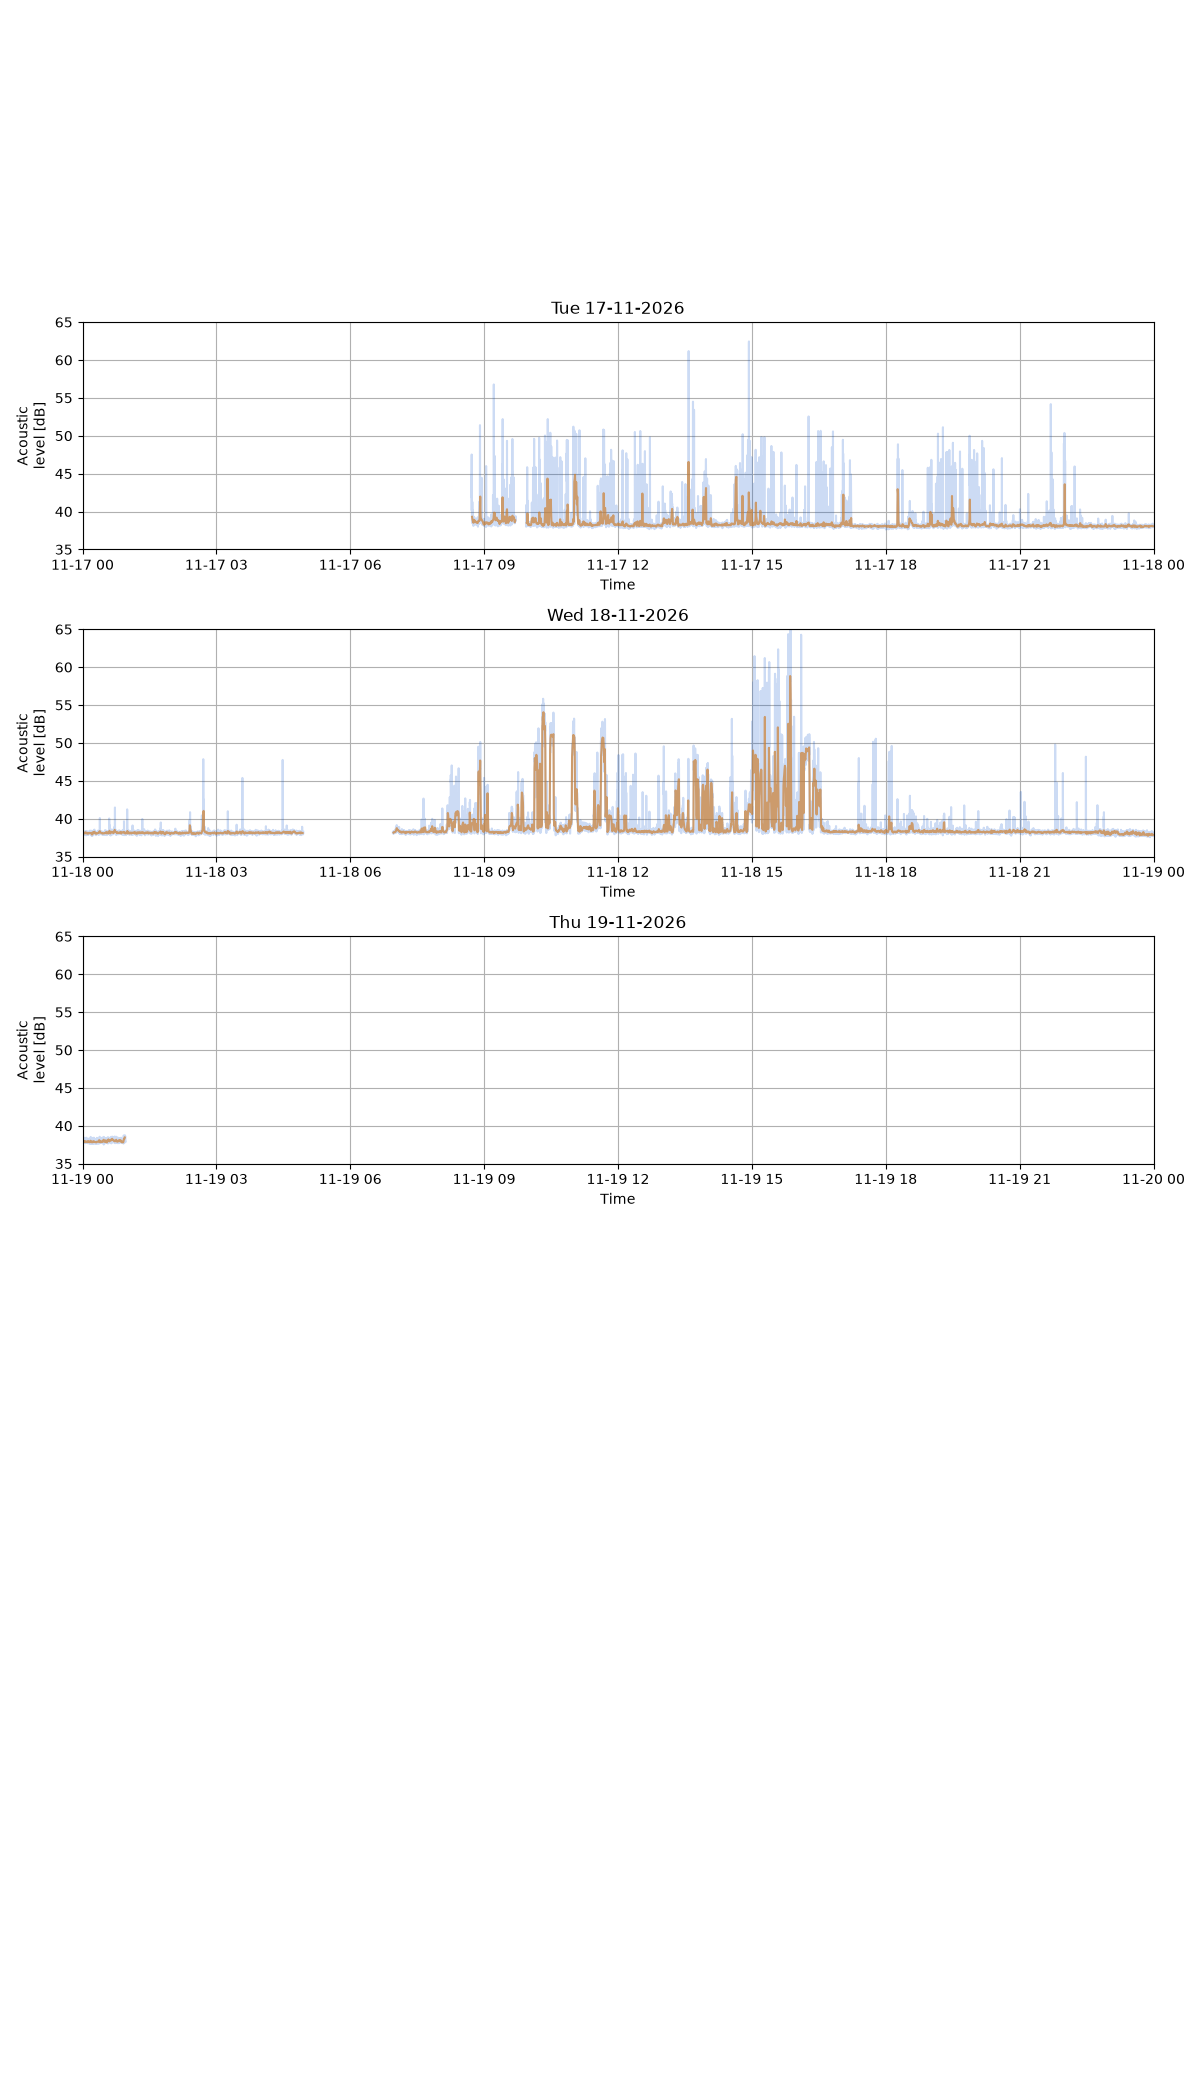 Tue 17-11-2026
Acoustic
level [dB]
65
60
55
50
45
40
35
11-17 00 11-17 03 11-17 06 11-17 09 11-17 12 11-17 15 11-17 18 11-17 21 11-18 00
Time
Wed 18-11-2026
Acoustic
level [dB]
65
60
55
50
45
40
35
11-18 00 11-18 03 11-18 06 11-18 09 11-18 12 11-18 15 11-18 18 11-18 21 11-19 00
Time
Thu 19-11-2026
Acoustic
level [dB]
65
60
55
50
45
40
35
11-19 00 11-19 03 11-19 06 11-19 09 11-19 12 11-19 15 11-19 18 11-19 21 11-20 00
Time